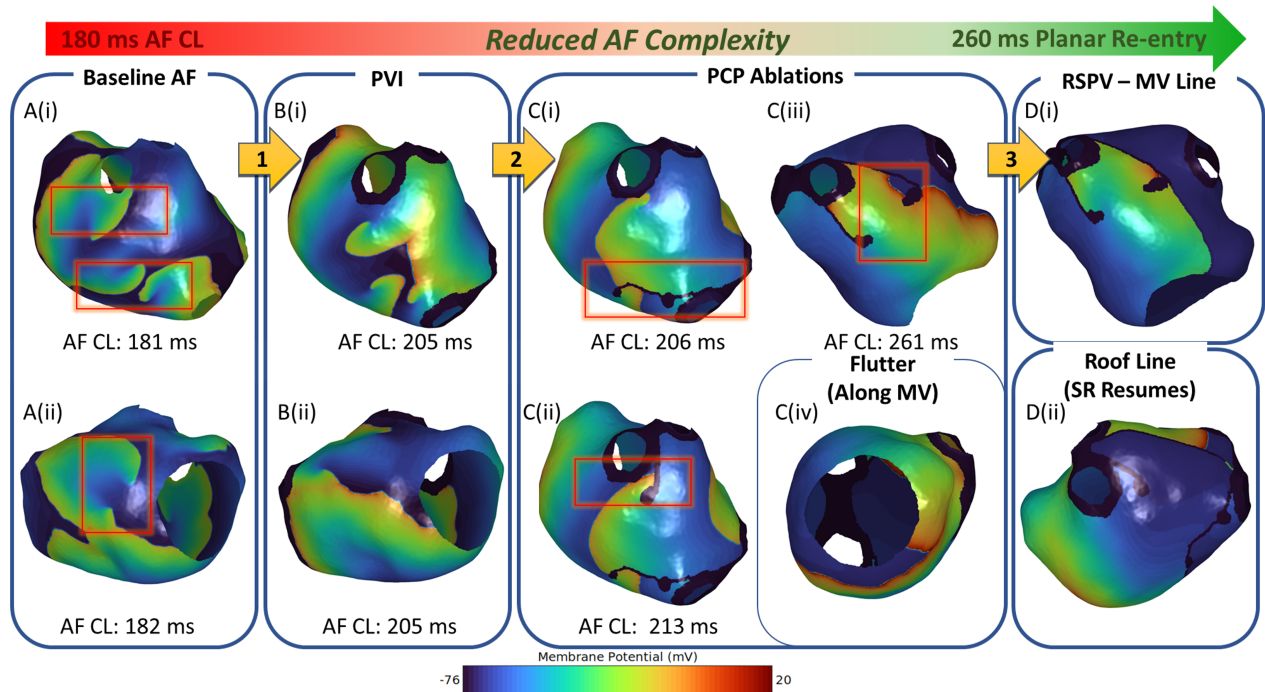 180 ms AF CL
Reduced AF Complexity
260 ms Planar Re-entry
Baseline AF
PVI
PCP Ablations
RSPV – MV Line
A(i)
B(i)
C(i)
C(iii)
D(i)
1
2
3
AF CL: 181 ms
AF CL: 205 ms
AF CL: 206 ms
AF CL: 261 ms
Flutter
(Along MV)
Roof Line
(SR Resumes)
A(ii)
B(ii)
C(ii)
C(iv)
D(ii)
AF CL: 182 ms
AF CL: 205 ms
AF CL: 213 ms
Membrane Potential (mV)
-76
20